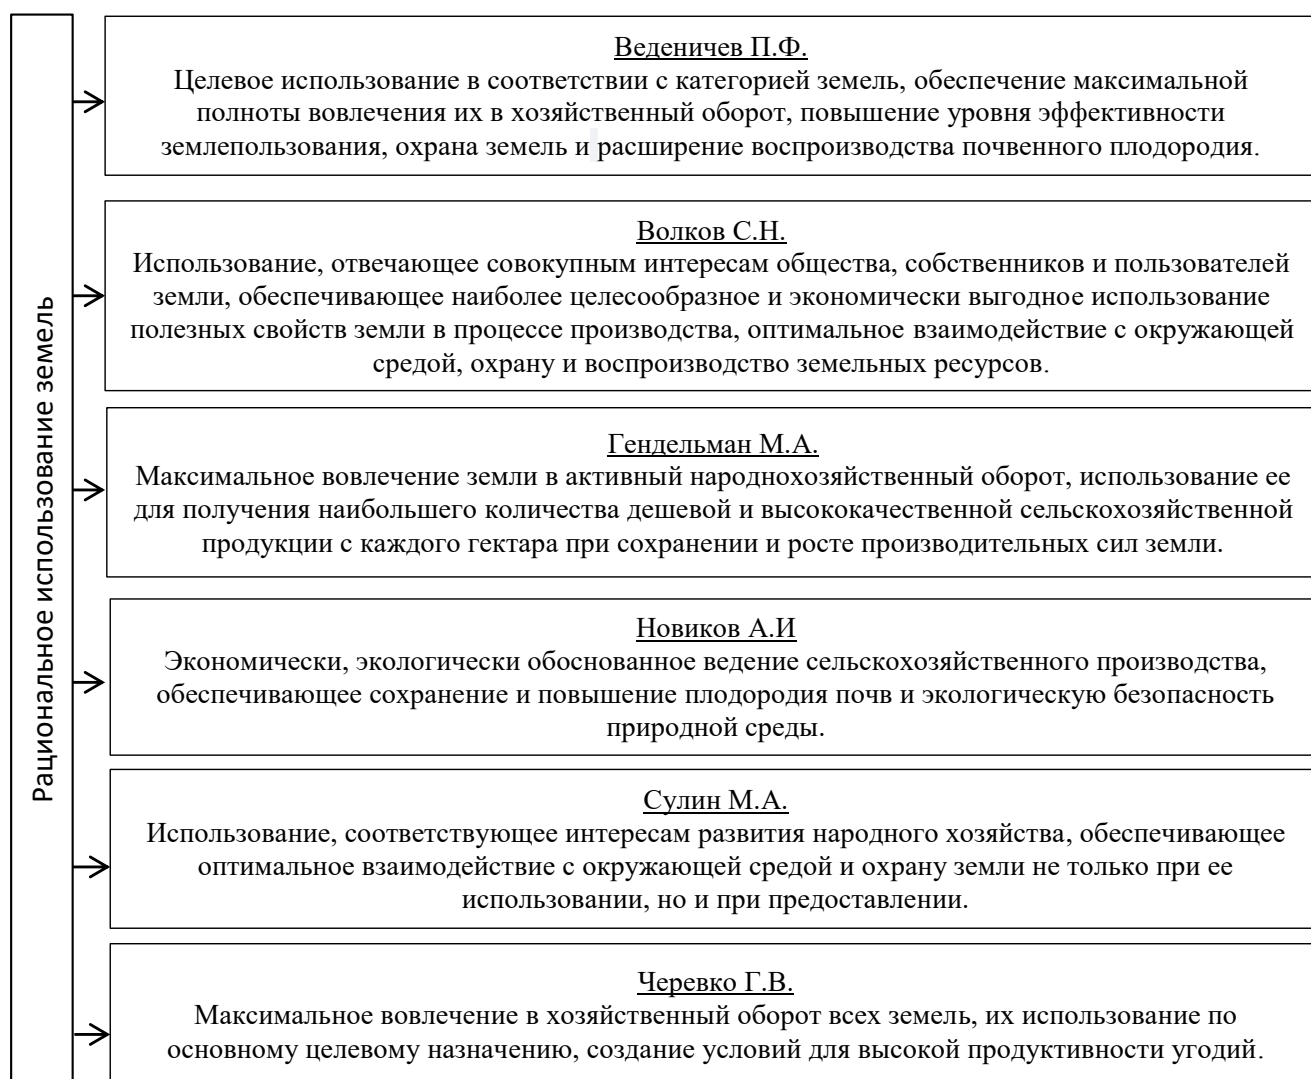 Рациональное использование земель
Веденичев П.Ф.
Целевое использование в соответствии с категорией земель, обеспечение максимальной
полноты вовлечения их в хозяйственный оборот, повышение уровня эффективности
землепользования, охрана земель и расширение воспроизводства почвенного плодородия.
Волков С.Н.
Использование, отвечающее совокупным интересам общества, собственников и пользователей
земли, обеспечивающее наиболее целесообразное и экономически выгодное использование
полезных свойств земли в процессе производства, оптимальное взаимодействие с окружающей
средой, охрану и воспроизводство земельных ресурсов.
Гендельман М.А.
Максимальное вовлечение земли в активный народнохозяйственный оборот, использование ее
для получения наибольшего количества дешевой и высококачественной сельскохозяйственной
продукции с каждого гектара при сохранении и росте производительных сил земли.
Новиков А.И
Экономически, экологически обоснованное ведение сельскохозяйственного производства,
обеспечивающее сохранение и повышение плодородия почв и экологическую безопасность
природной среды.
Сулин М.А.
Использование, соответствующее интересам развития народного хозяйства, обеспечивающее
оптимальное взаимодействие с окружающей средой и охрану земли не только при ее
использовании, но и при предоставлении.
Черевко Г.В.
Максимальное вовлечение в хозяйственный оборот всех земель, их использование по
основному целевому назначению, создание условий для высокой продуктивности угодий.